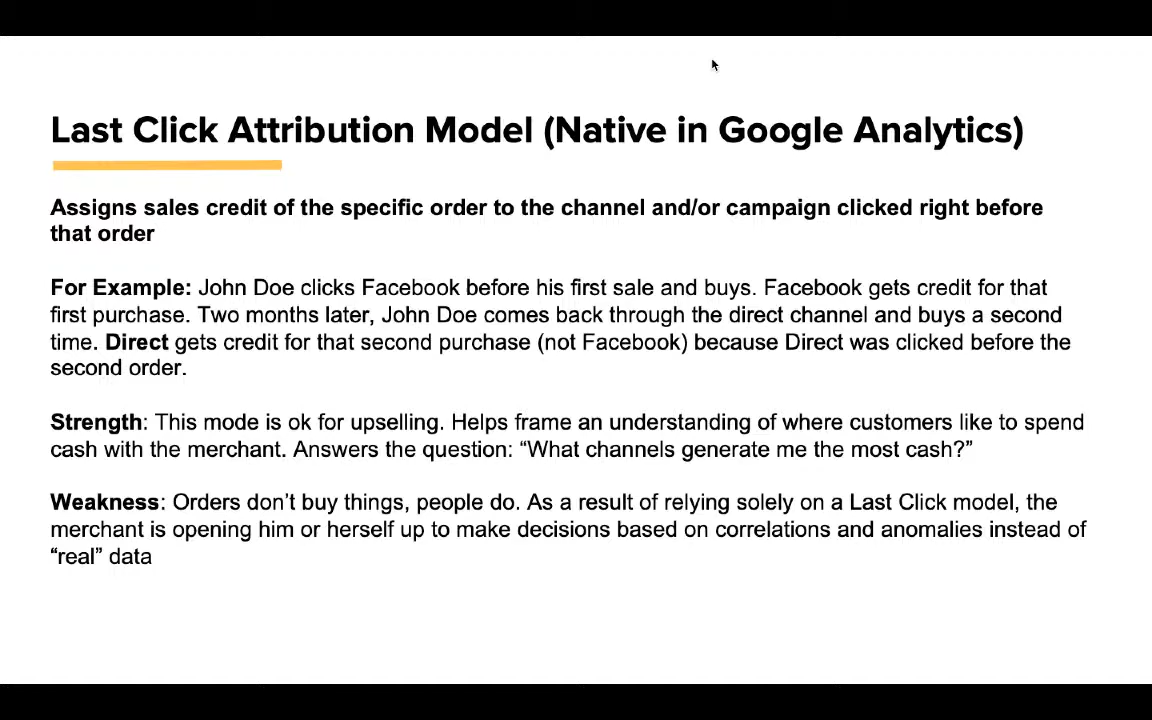 Last Click Attribution Model (Native in Google Analytics)
Assigns sales credit of the specific order to the channel and/or campaign clicked right before
that order
For Example: John Doe clicks Facebook before his first sale and buys. Facebook gets credit for that
first purchase. Two months later, John Doe comes back through the direct channel and buys a second
time. Direct gets credit for that second purchase (not Facebook) because Direct was clicked before the
second order.
Strength: This mode is ok for upselling. Helps frame an understanding of where customers like to spend
cash with the merchant. Answers the question: “What channels generate me the most cash?”
Weakness: Orders don’t buy things, people do. As a result of relying solely on a Last Click model, the
merchant is opening him or herself up to make decisions based on correlations and anomalies instead of
“real” data